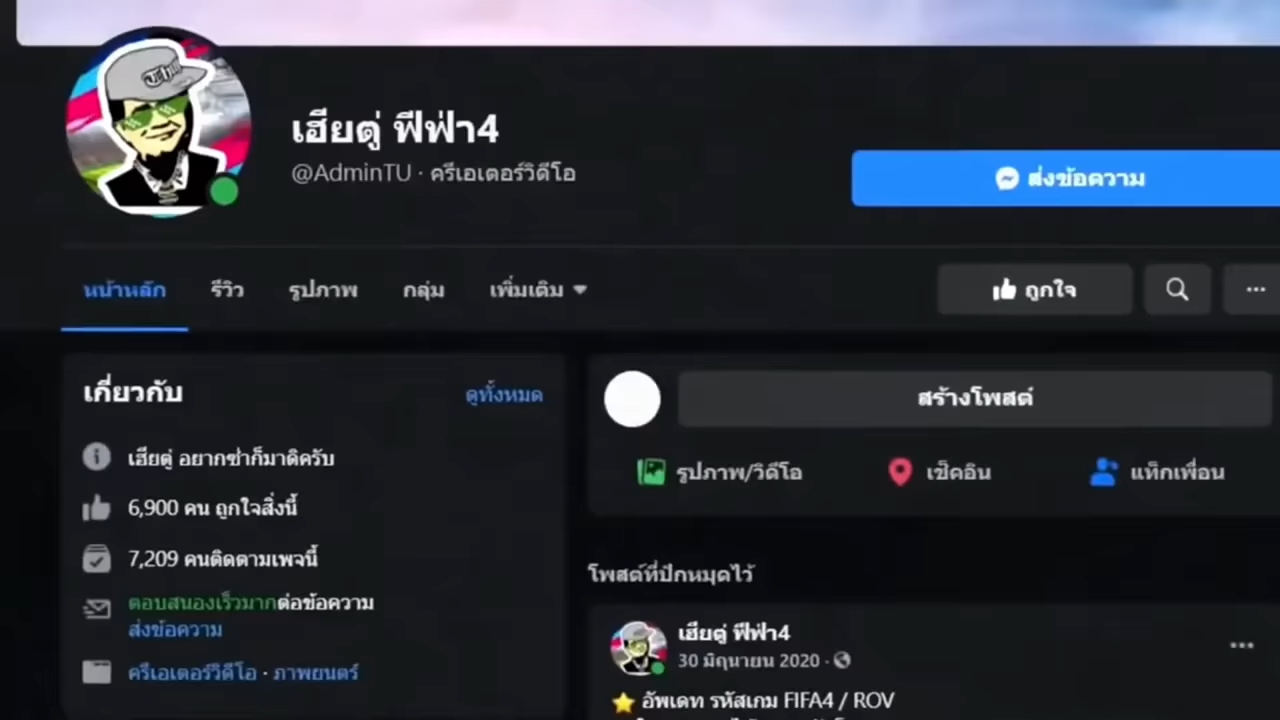 เฮียตู่ ฟีฟ่า4
@AdminTU · ครีเอเตอร์วิดีโอ
ส่งข้อความ
หน้าหลัก
รีวิว
รูปภาพ
กลุ่ม
เพิ่มเติม
ถูกใจ
เกี่ยวกับ
ดูทั้งหมด
เฮียตู่ อยากซ่าก็มาดิครับ
6,900 คน ถูกใจสิ่งนี้
7,209 คนติดตามเพจนี้
ตอบสนองเร็วมากต่อข้อความ
ส่งข้อความ
ครีเอเตอร์วิดีโอ · ภาพยนตร์
สร้างโพสต์
รูปภาพ/วิดีโอ
เช็คอิน
แท็กเพื่อน
โพสต์ที่ปักหมุดไว้
เฮียตู่ ฟีฟ่า4
30 มิถุนายน 2020 ·
อัพเดท รหัสเกม FIFA4 / ROV